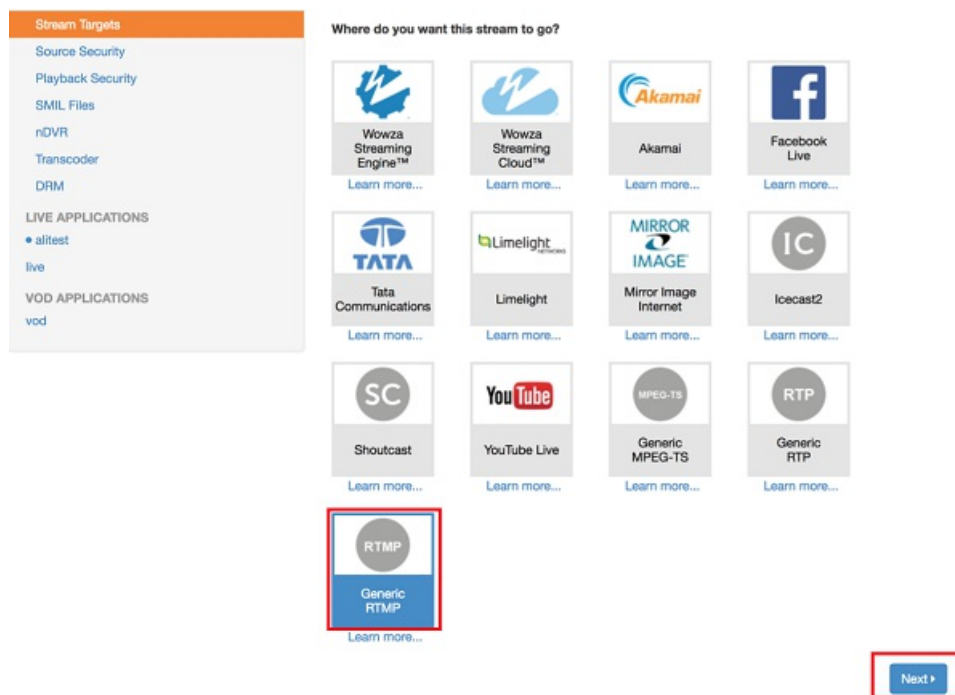 Stream Targets
Source Security
Playback Security
SMIL Files
nDVR
Transcoder
DRM
LIVE APPLICATIONS
alitest
live
VOD APPLICATIONS
vod
Where do you want this stream to go?
Wowza
Streaming
Engine™
Learn more...
Wowza
Streaming
Cloud™
Learn more...
Akamai
Akamai
Learn more...
Facebook
Live
Learn more...
TATA
Tata
Communications
Learn more...
Limelight
NETWORKS
Limelight
Learn more...
MIRROR
IMAGE
Mirror Image
Internet
Learn more...
IC
Icecast2
Learn more...
SC
Shoutcast
Learn more...
YouTube
YouTube Live
Learn more...
MPEG-TS
Generic
MPEG-TS
Learn more...
RTP
Generic
RTP
Learn more...
RTMP
Generic
RTMP
Learn more...
Next